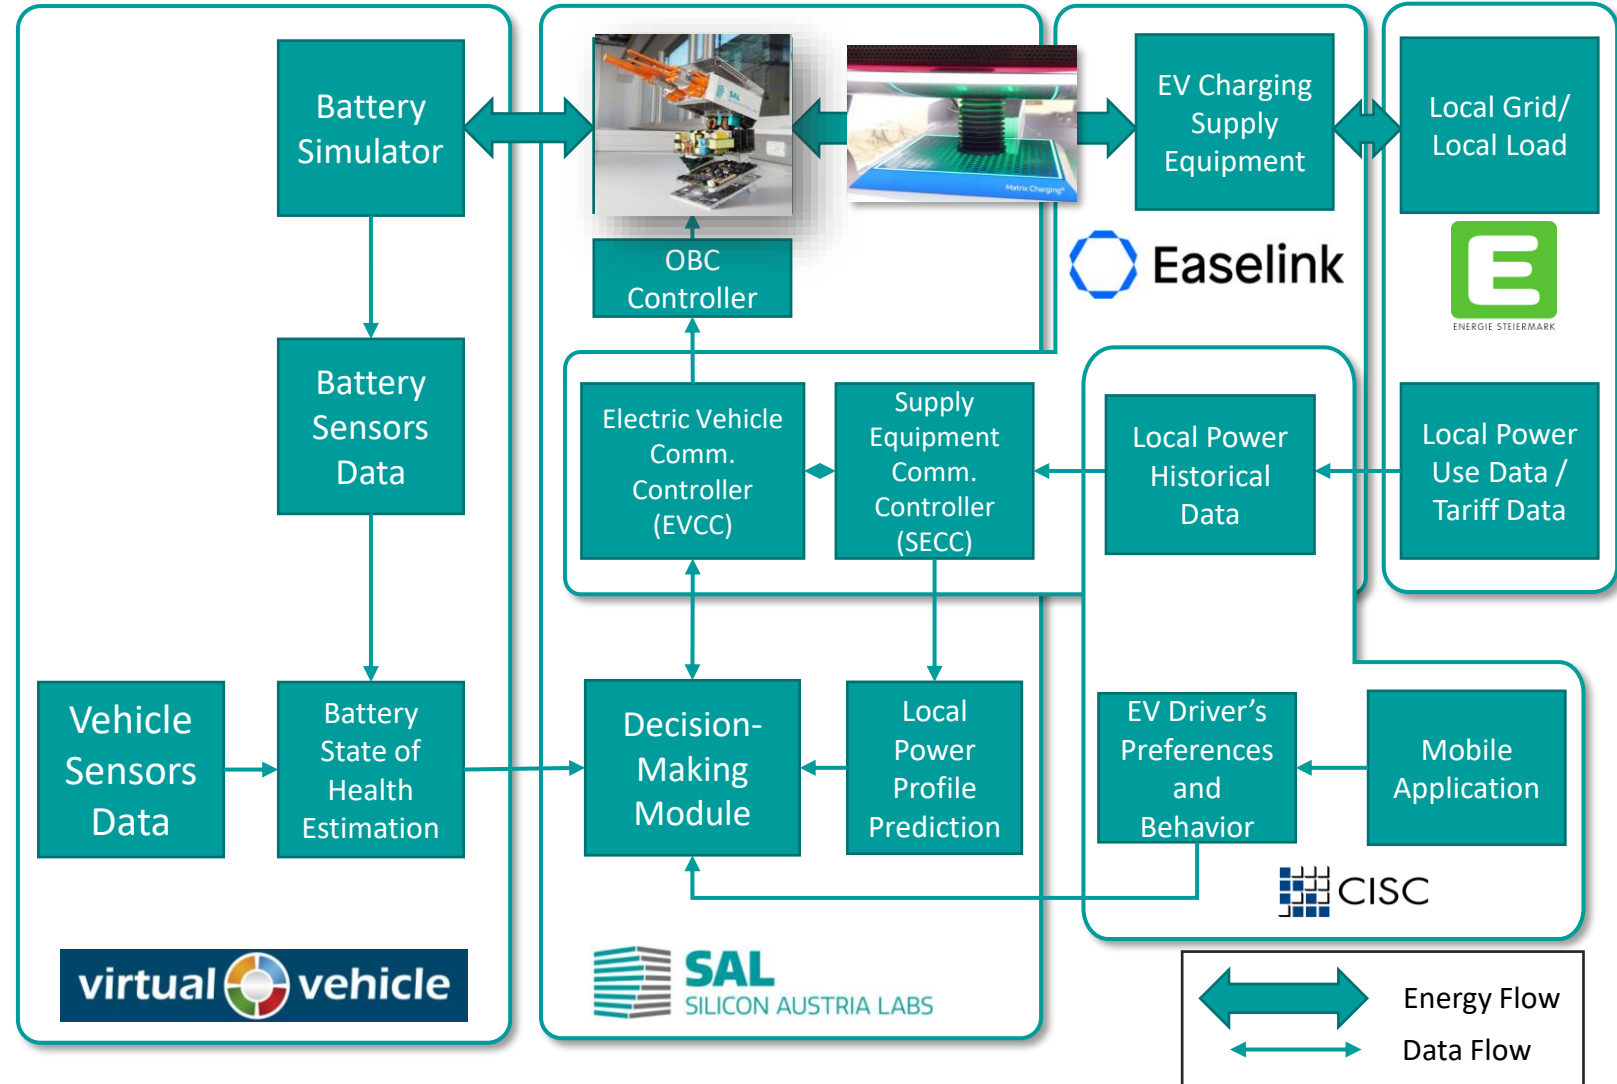 Battery
Simulator
SAL
Matrix Charging®
EV Charging
Supply
Equipment
Local Grid/
Local Load
OBC
Controller
Easelink
E
ENERGIE STEIERMARK
Battery
Sensors
Data
Electric Vehicle
Comm.
Controller
(EVCC)
Supply
Equipment
Comm.
Controller
(SECC)
Local Power
Historical
Data
Local Power
Use Data /
Tariff Data
Vehicle
Sensors
Data
Battery
State of
Health
Estimation
Decision-
Making
Module
Local
Power
Profile
Prediction
EV Driver’s
Preferences
and
Behavior
Mobile
Application
CISC
virtual vehicle
SAL
SILICON AUSTRIA LABS
Energy Flow
Data Flow